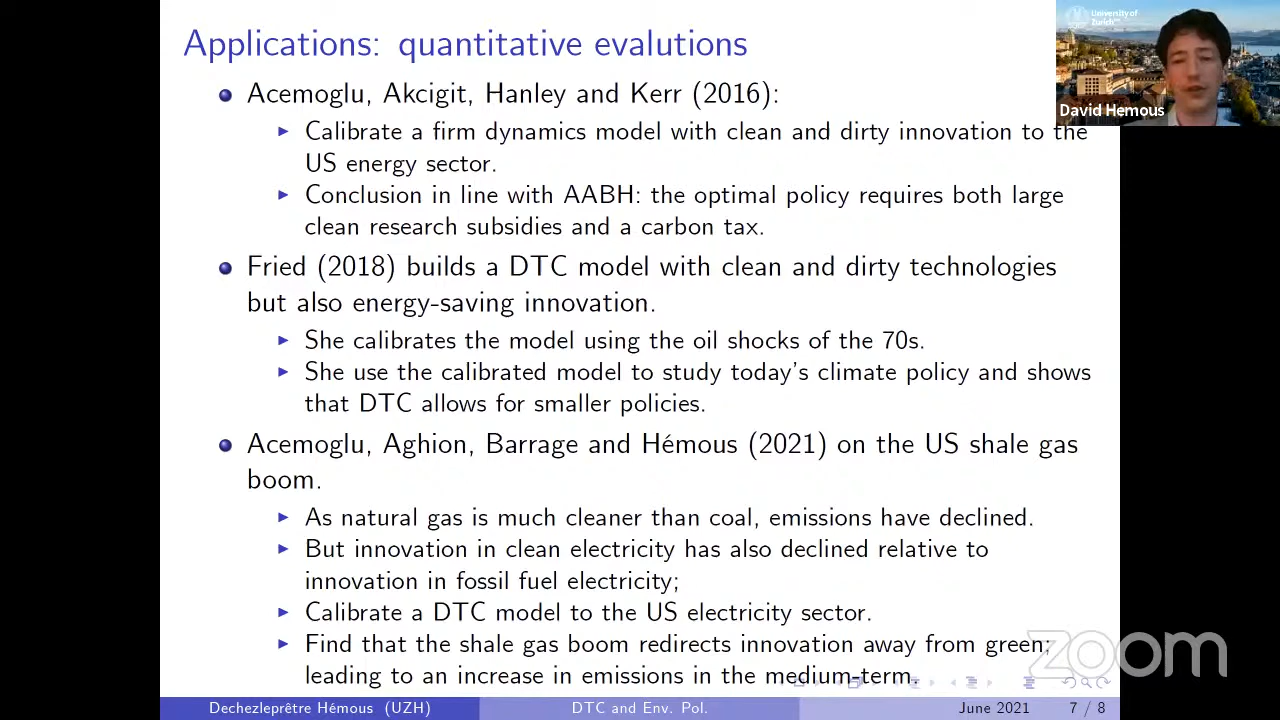 Applications: quantitative evalutions
University of
Zurich
David Hemous
Acemoglu, Akcigit, Hanley and Kerr (2016):
Calibrate a firm dynamics model with clean and dirty innovation to the
US energy sector.
Conclusion in line with AABH: the optimal policy requires both large
clean research subsidies and a carbon tax.
Fried (2018) builds a DTC model with clean and dirty technologies
but also energy-saving innovation.
She calibrates the model using the oil shocks of the 70s.
She use the calibrated model to study today's climate policy and shows
that DTC allows for smaller policies.
Acemoglu, Aghion, Barrage and Hémous (2021) on the US shale gas
boom.
As natural gas is much cleaner than coal, emissions have declined.
But innovation in clean electricity has also declined relative to
innovation in fossil fuel electricity;
Calibrate a DTC model to the US electricity sector.
Find that the shale gas boom redirects innovation away from green;
leading to an increase in emissions in the medium-term.
zoom
Dechezleprêtre Hémous (UZH) DTC and Env. Pol. June 2021 7 / 8